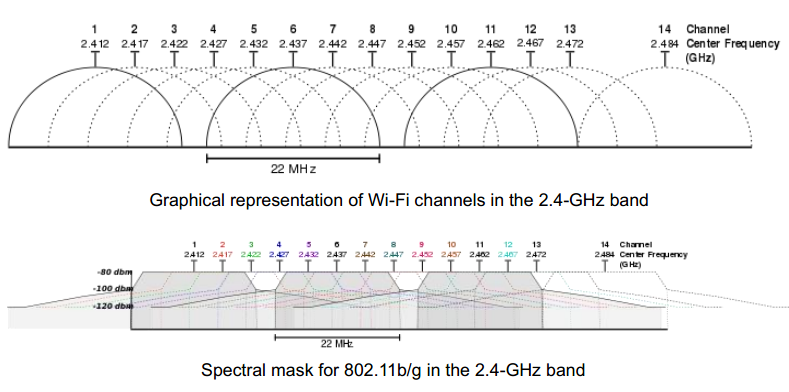 1 2 3 4 5 6 7 8 9 10 11 12 13 14 Channel
2.412 2.417 2.422 2.427 2.432 2.437 2.442 2.447 2.452 2.457 2.462 2.467 2.472 2.484 Center Frequency
(GHz)
22 MHz
Graphical representation of Wi-Fi channels in the 2.4-GHz band
1 2 3 4 5 6 7 8 9 10 11 12 13 14 Channel
2.412 2.417 2.422 2.427 2.432 2.437 2.442 2.447 2.452 2.457 2.462 2.467 2.472 2.484 Center Frequency
(GHz)
-80 dbm
-100 dbm
-120 dbm
22 MHz
Spectral mask for 802.11b/g in the 2.4-GHz band